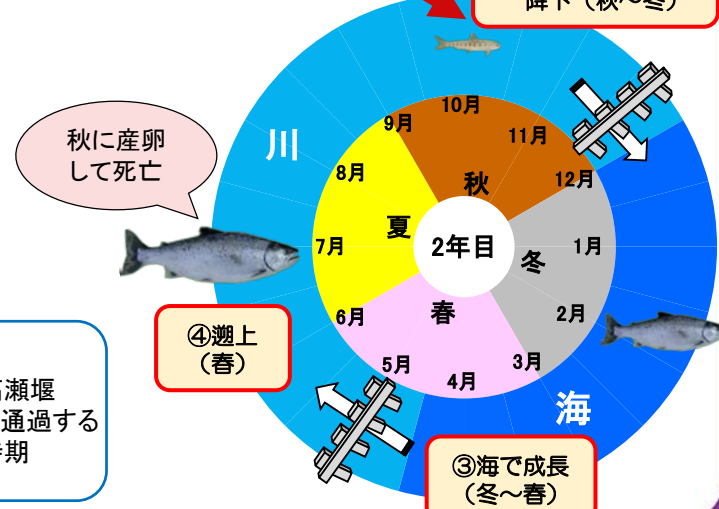 降下（秋～冬）
10月
9月
11月
川
秋に産卵
して死亡
8月
12月
秋
夏
7月
2年目
1月
冬
④遡上
（春）
6月
春
2月
5月
4月
3月
瀬堰
通過する
期
海
③海で成長
（冬～春）